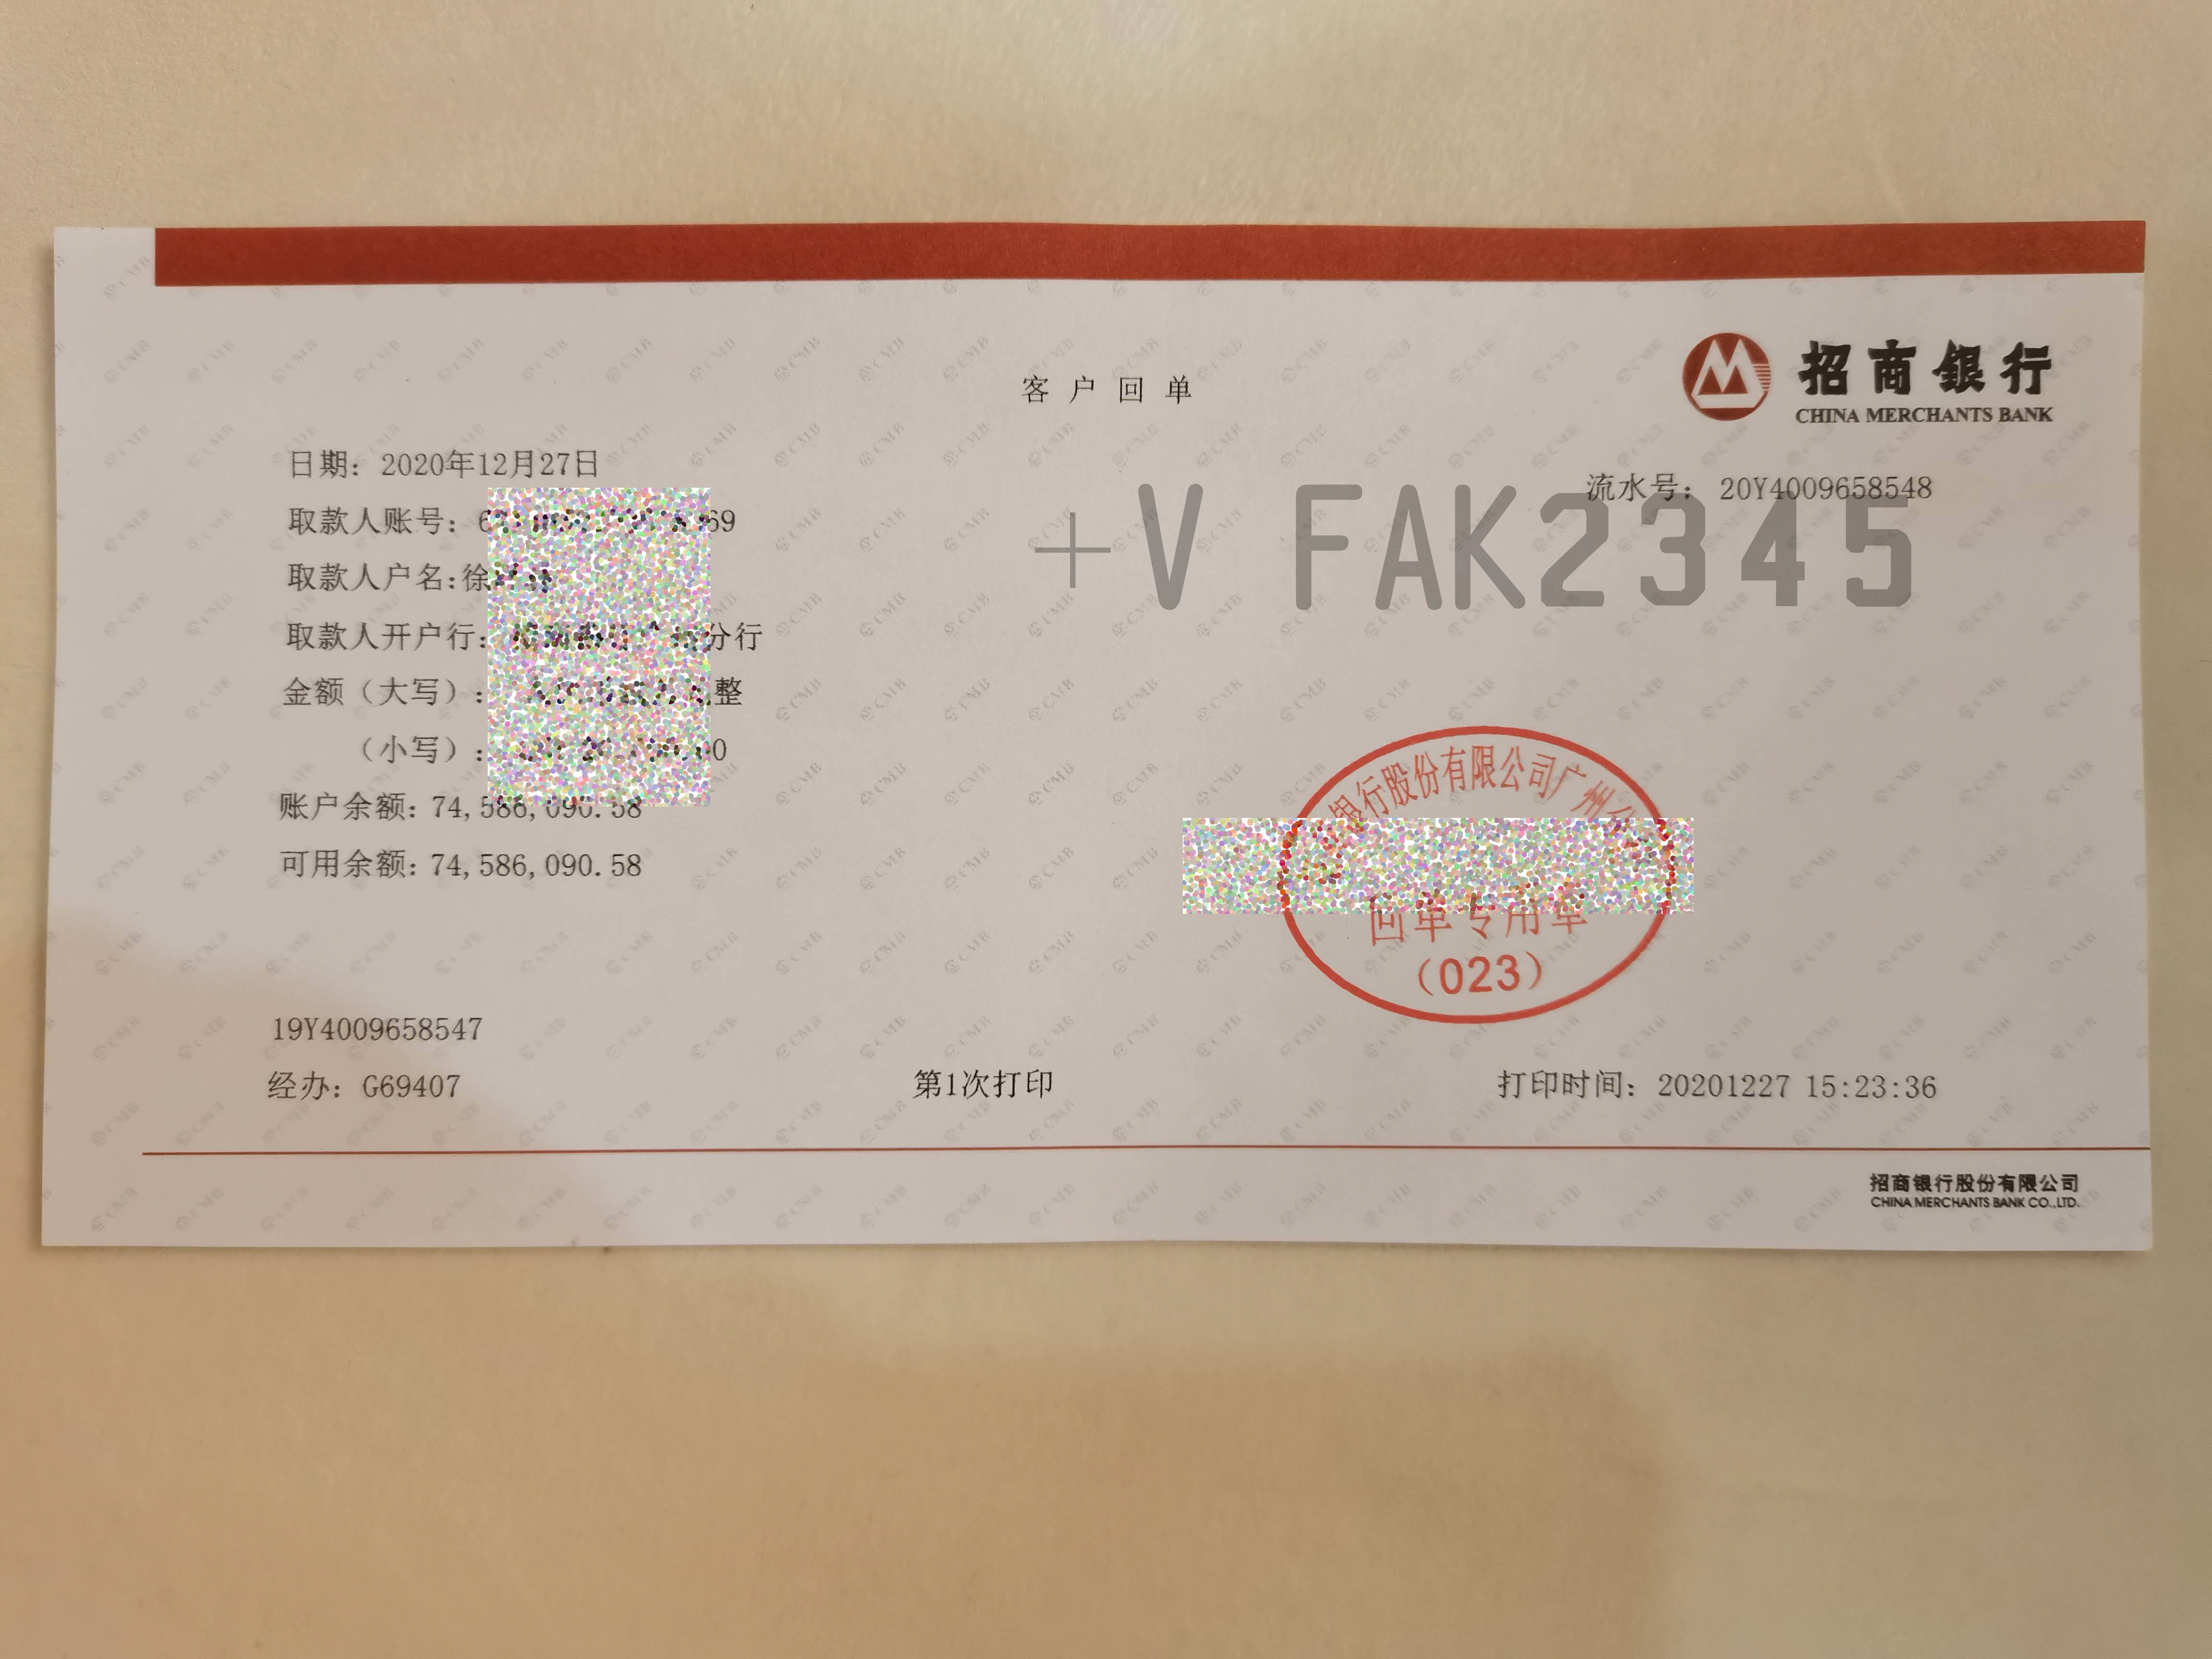 招商银行
CHINA MERCHANTS BANK
客户回单
日期：2020年12月27日
流水号：20Y4009658548
+V FAK2345
取款人账号：6 69
取款人户名:徐
取款人开户行： 分行
金额（大写）： 整
（小写）： 0
账户余额：74,586,090.58
可用余额：74,586,090.58
银行股份有限公司广州
回单专用章
（023）
19Y4009658547
经办：G69407
第1次打印
打印时间：20201227 15:23:36
招商银行股份有限公司
CHINA MERCHANTS BANK CO.,LTD.